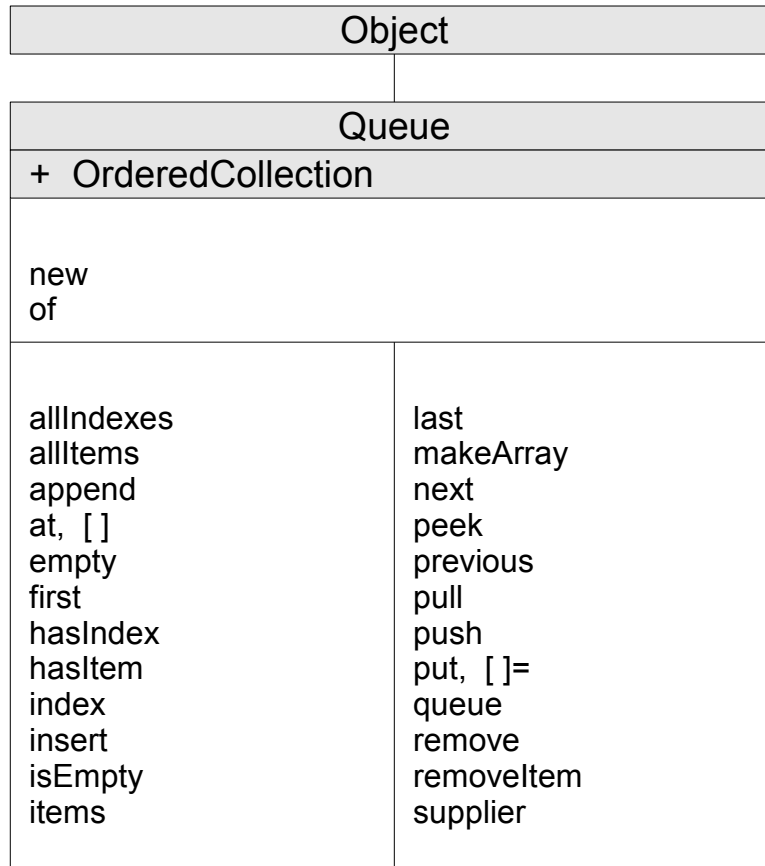 Object
Queue
+ OrderedCollection
new
of
allIndexes
allItems
append
at, [ ]
empty
first
hasIndex
hasItem
index
insert
isEmpty
items
last
makeArray
next
peek
previous
pull
push
put, [ ]=
queue
remove
removeItem
supplier